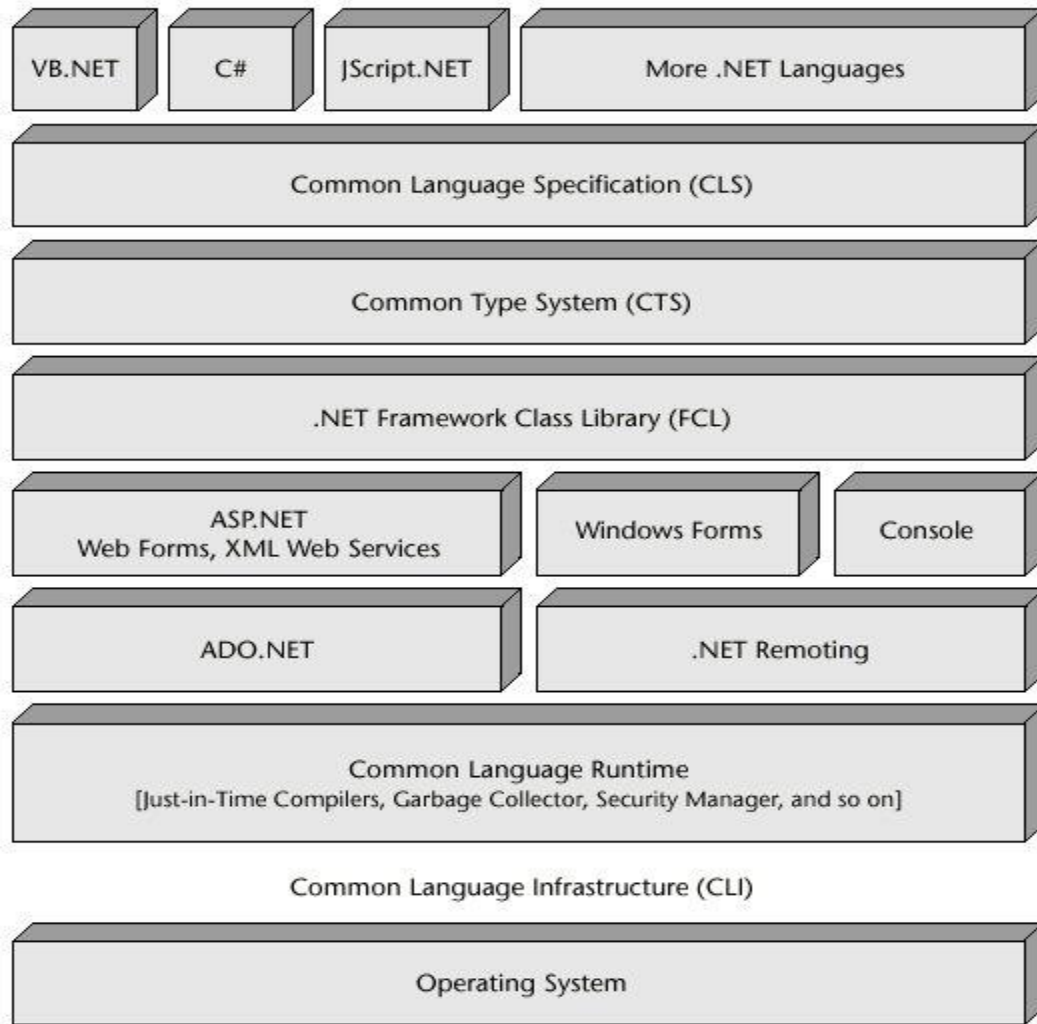 VB.NET
C#
JScript.NET
More .NET Languages
Common Language Specification (CLS)
Common Type System (CTS)
.NET Framework Class Library (FCL)
ASP.NET
Web Forms, XML Web Services
Windows Forms
Console
ADO.NET
.NET Remoting
Common Language Runtime
[Just-in-Time Compilers, Garbage Collector, Security Manager, and so on]
Common Language Infrastructure (CLI)
Operating System